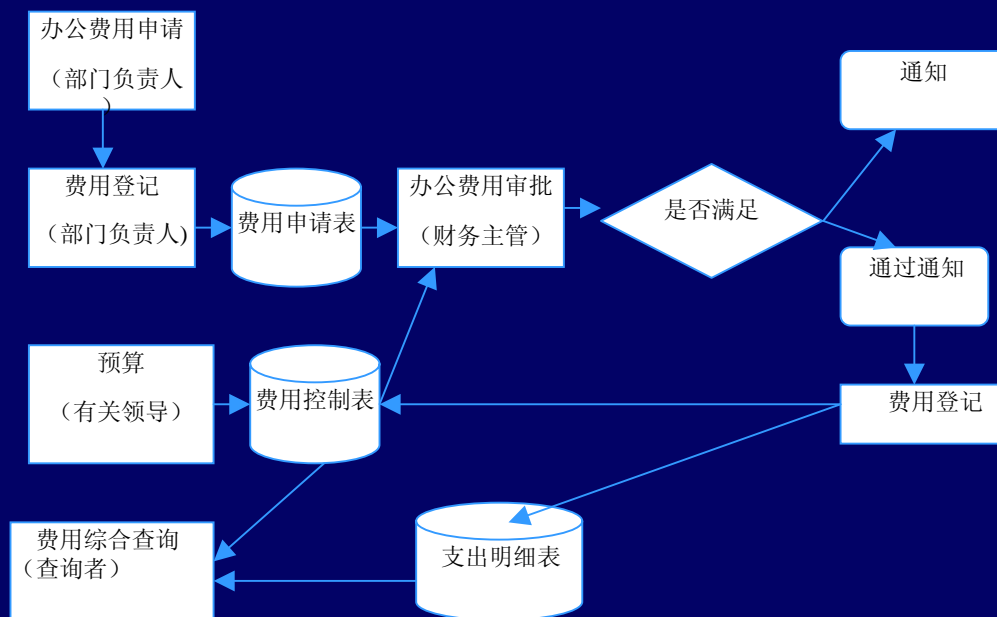 办公费用申请
（部门负责人
）
通知
费用登记
（部门负责人)
费用申请表
办公费用审批
（财务主管）
是否满足
通过通知
预算
（有关领导）
费用控制表
费用登记
费用综合查询
（查询者）
支出明细表